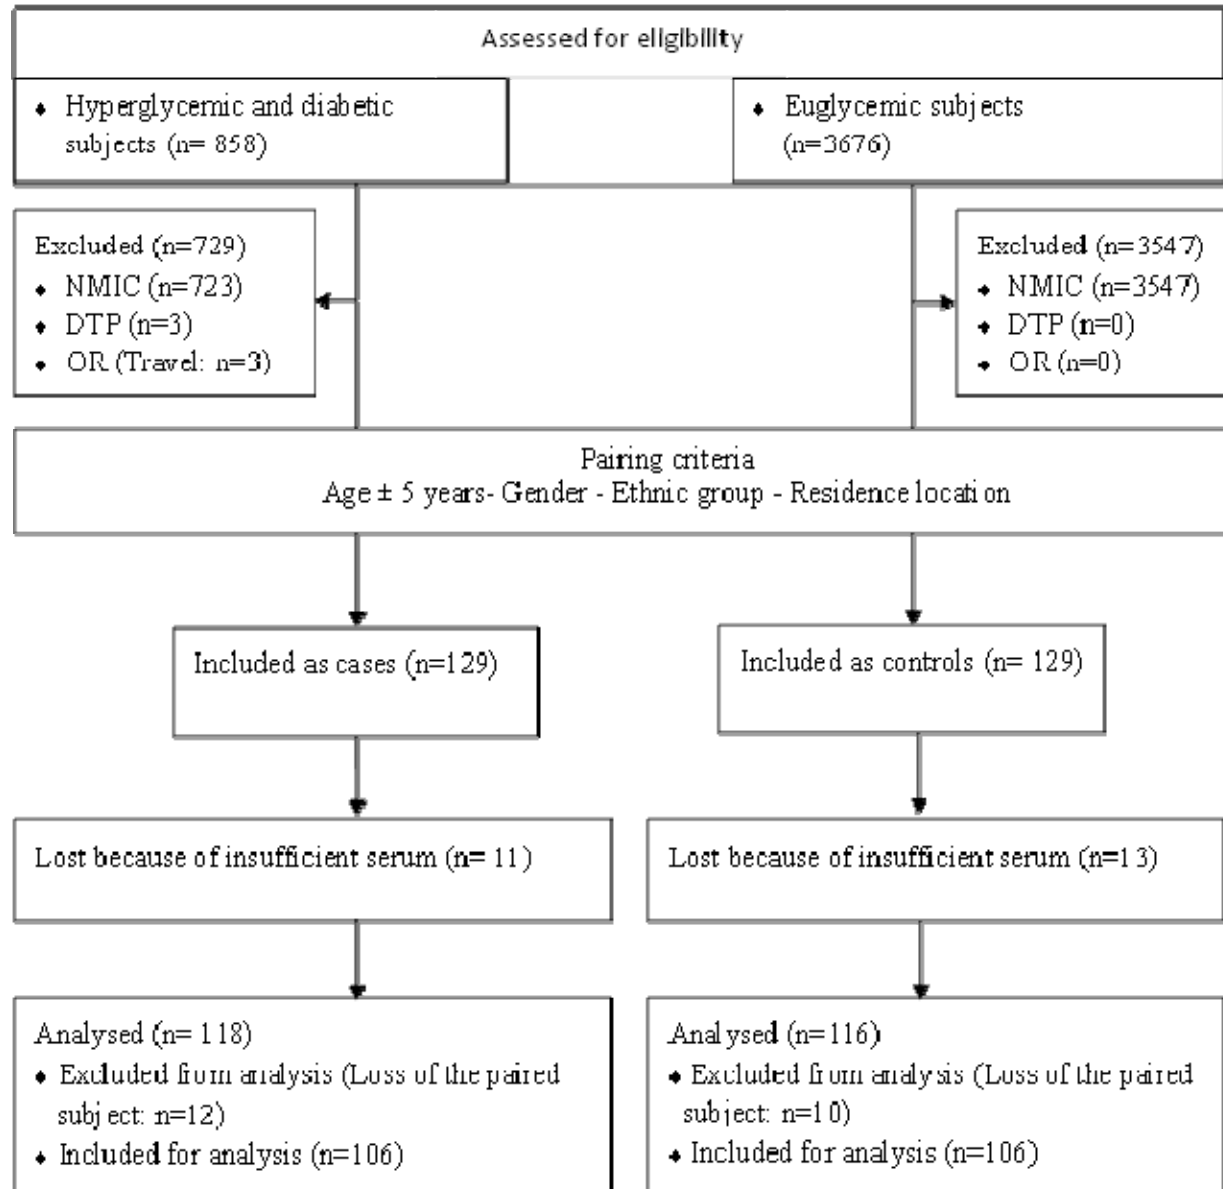 Assessed for eligibility
♦ Hyperglycemic and diabetic
subjects (n= 858)
♦ Euglycemic subjects
(n=3676)
Excluded (n=729)
♦ NMIC (n=723)
♦ DTP (n=3)
♦ OR (Travel: n=3)
Excluded (n=3547)
♦ NMIC (n=3547)
♦ DTP (n=0)
♦ OR (n=0)
Pairing criteria
Age ± 5 years- Gender - Ethnic group - Residence location
Included as cases (n=129)
Included as controls (n= 129)
Lost because of insufficient serum (n= 11)
Lost because of insufficient serum (n=13)
Analysed (n= 118)
♦ Excluded from analysis (Loss of the paired
subject: n=12)
♦ Included for analysis (n=106)
Analysed (n=116)
♦ Excluded from analysis (Loss of the paired
subject: n=10)
♦ Included for analysis (n=106)